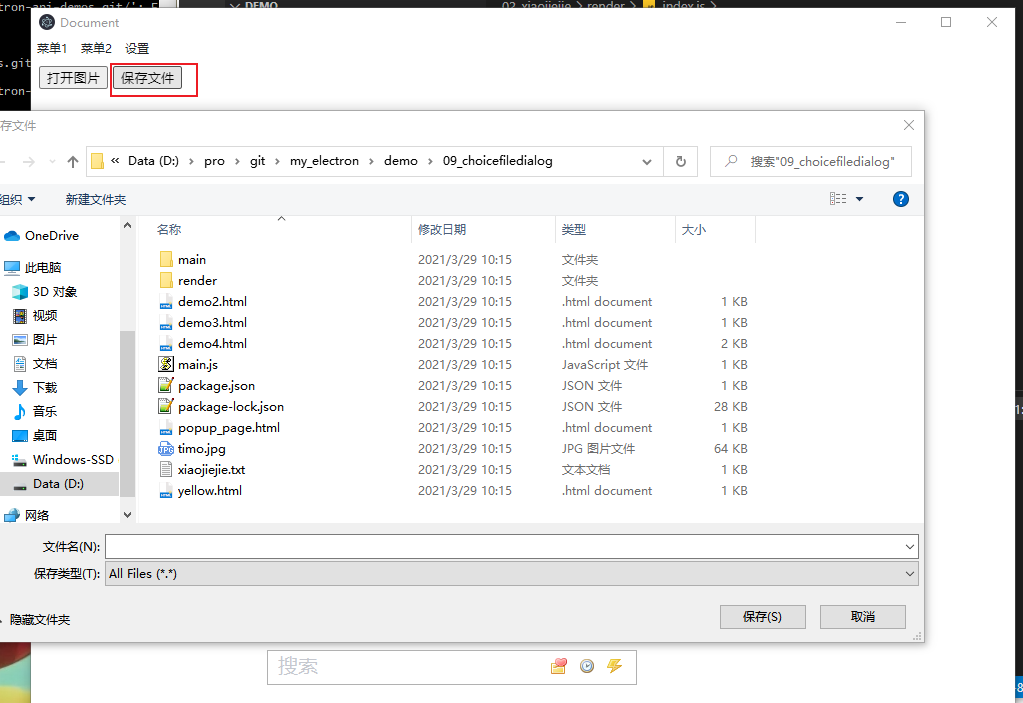 DEMO
02_xiaojiejie > render > index.js >
Document
菜单1 菜单2 设置
s.git
打开图片 保存文件
存文件
« Data (D:) > pro > git > my_electron > demo > 09_choicefiledialog
搜索"09_choicefiledialog"
组织 新建文件夹
OneDrive
此电脑
3D 对象
视频
图片
文档
下载
音乐
桌面
Windows-SSD
Data (D:)
网络
名称 修改日期 类型 大小
main 2021/3/29 10:15 文件夹
render 2021/3/29 10:15 文件夹
demo2.html 2021/3/29 10:15 .html document 1 KB
demo3.html 2021/3/29 10:15 .html document 1 KB
demo4.html 2021/3/29 10:15 .html document 2 KB
main.js 2021/3/29 10:15 JavaScript 文件 1 KB
package.json 2021/3/29 10:15 JSON 文件 1 KB
package-lock.json 2021/3/29 10:15 JSON 文件 28 KB
popup_page.html 2021/3/29 10:15 .html document 1 KB
timo.jpg 2021/3/29 10:15 JPG 图片文件 64 KB
xiaojiejie.txt 2021/3/29 10:15 文本文档 1 KB
yellow.html 2021/3/29 10:15 .html document 1 KB
文件名(N):
保存类型(T): All Files (*.*)
隐藏文件夹
保存(S) 取消
搜索